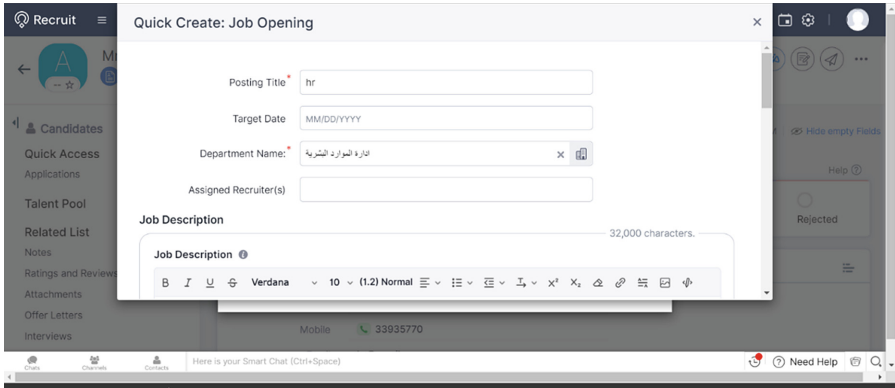 Recruit
Quick Create: Job Opening
Posting Title*
hr
Target Date
MM/DD/YYYY
Department Name:*
ادارة الموارد البشرية
Assigned Recruiter(s)
Job Description
32,000 characters.
Job Description
B I U S Verdana 10 (1.2) Normal
A
Candidates
Hide empty Fields
Quick Access
Applications
Help
Talent Pool
Rejected
Related List
Notes
Ratings and Reviews
Attachments
Offer Letters
Interviews
Mobile 33935770
Chats Channels Contacts Here is your Smart Chat (Ctrl+Space) Need Help